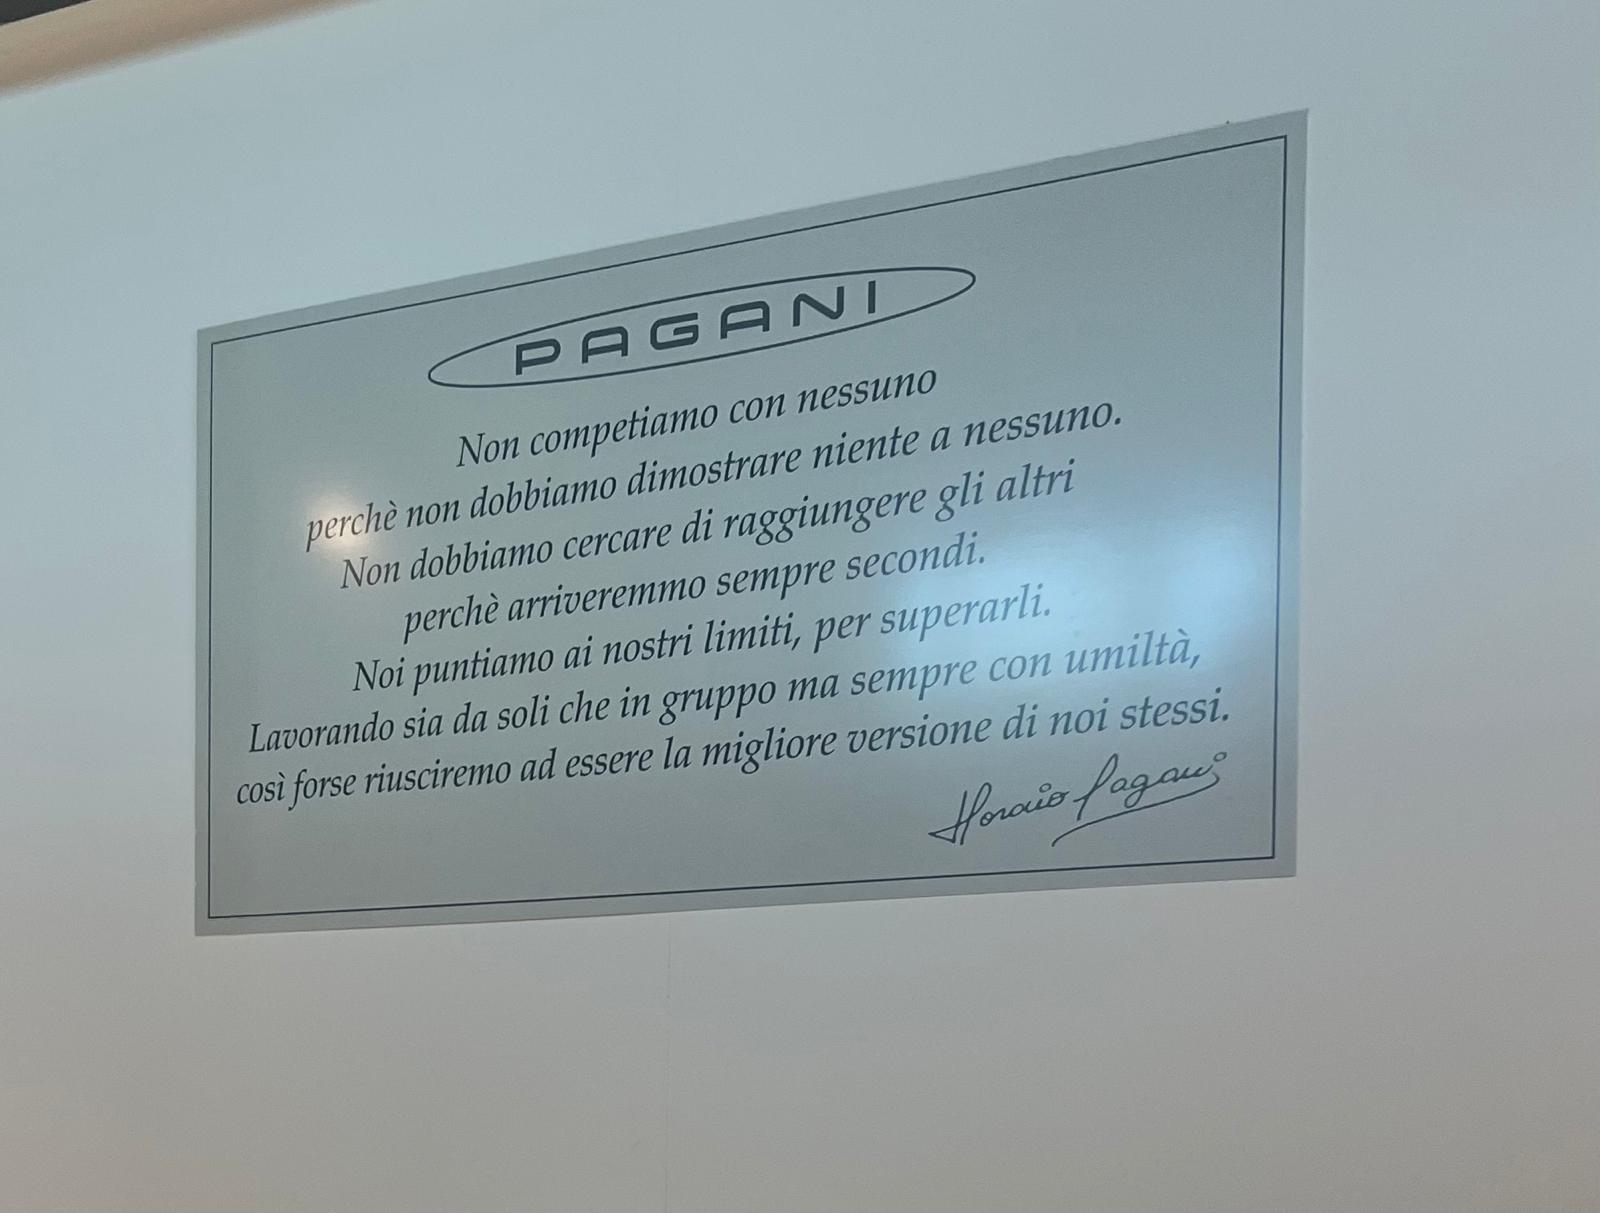 PAGANI
Non competiamo con nessuno
perchè non dobbiamo dimostrare niente a nessuno.
Non dobbiamo cercare di raggiungere gli altri
perchè arriveremmo sempre secondi.
Noi puntiamo ai nostri limiti, per superarli.
Lavorando sia da soli che in gruppo ma sempre con umiltà,
così forse riusciremo ad essere la migliore versione di noi stessi.
Horacio Pagani